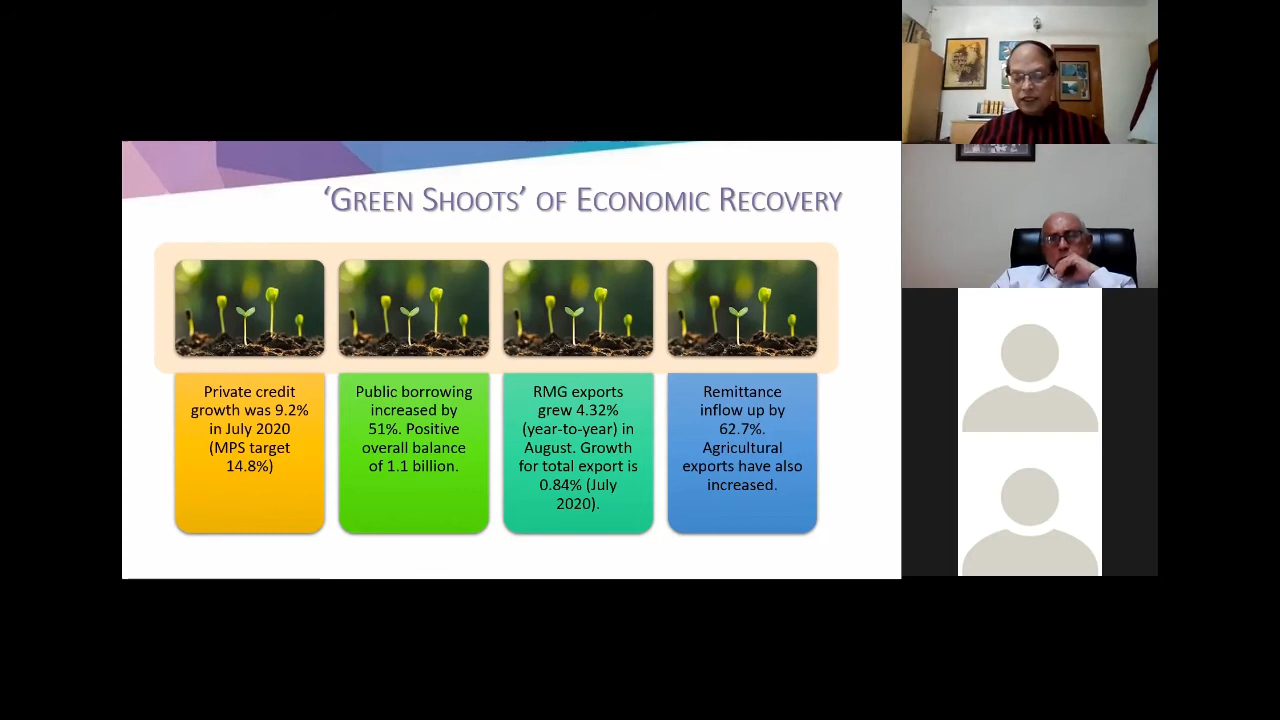 ‘GREEN SHOOTS’ OF ECONOMIC RECOVERY
Private credit
growth was 9.2%
in July 2020
(MPS target
14.8%)
Public borrowing
increased by
51%. Positive
overall balance
of 1.1 billion.
RMG exports
grew 4.32%
(year-to-year) in
August. Growth
for total export is
0.84% (July
2020).
Remittance
inflow up by
62.7%.
Agricultural
exports have also
increased.